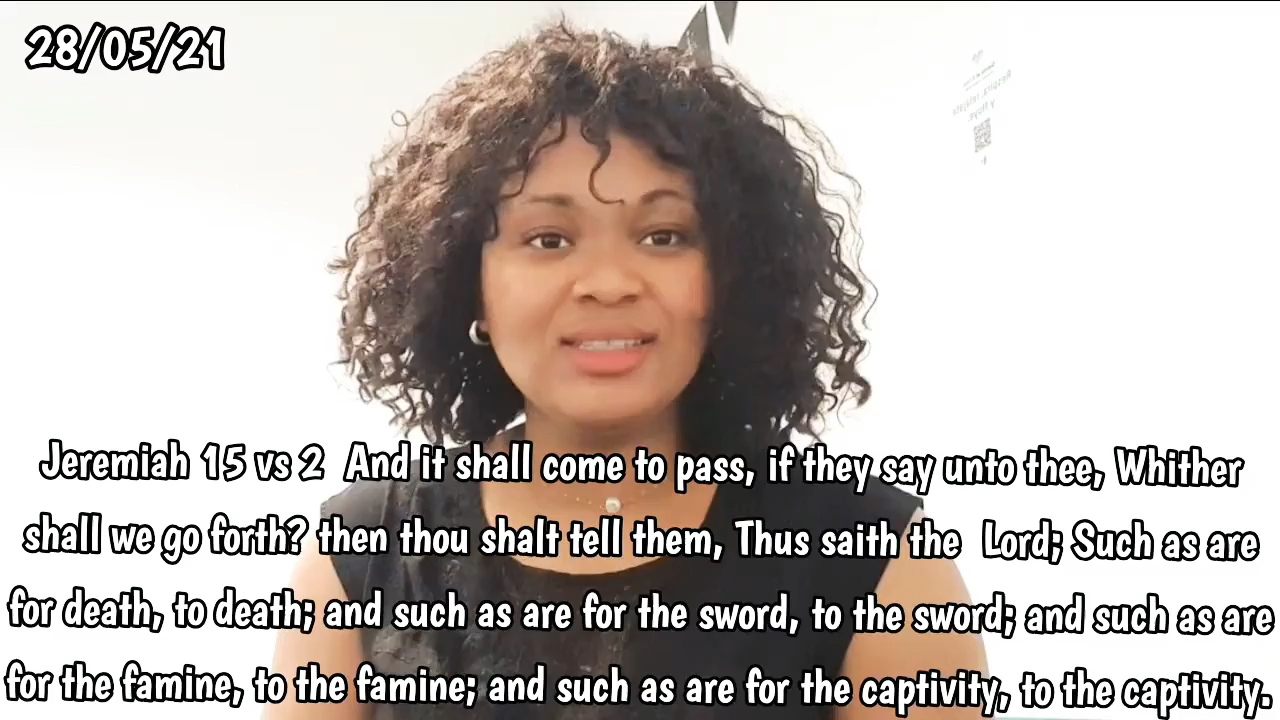 28/05/21
Jeremiah 15 vs 2 And it shall come to pass, if they say unto thee, Whither
shall we go forth? then thou shalt tell them, Thus saith the Lord; Such as are
for death, to death; and such as are for the sword, to the sword; and such as are
for the famine, to the famine; and such as are for the captivity, to the captivity.